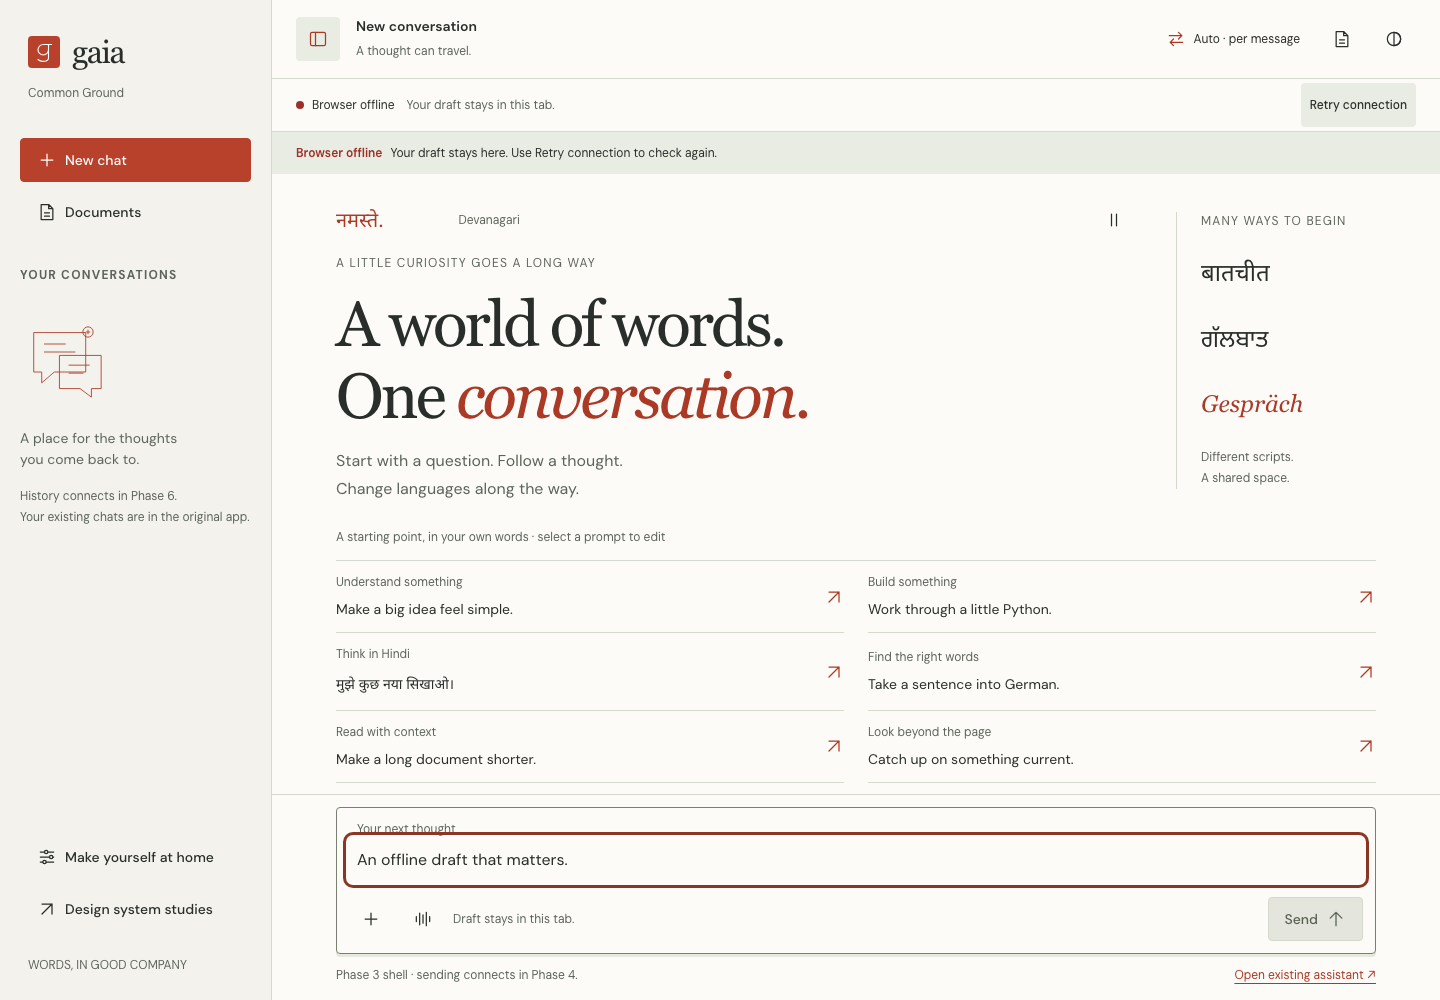 g gaia
Common Ground
New chat
Documents
YOUR CONVERSATIONS
A place for the thoughts
you come back to.
History connects in Phase 6.
Your existing chats are in the original app.
Make yourself at home
Design system studies
WORDS, IN GOOD COMPANY
New conversation
A thought can travel.
Auto · per message
Browser offline Your draft stays in this tab.
Retry connection
Browser offline Your draft stays here. Use Retry connection to check again.
नमस्ते. Devanagari
A LITTLE CURIOSITY GOES A LONG WAY
A world of words.
One conversation.
Start with a question. Follow a thought.
Change languages along the way.
MANY WAYS TO BEGIN
बातचीत
ਗੱਲਬਾਤ
Gespräch
Different scripts.
A shared space.
A starting point, in your own words · select a prompt to edit
Understand something
Make a big idea feel simple.
Build something
Work through a little Python.
Think in Hindi
मुझे कुछ नया सिखाओ।
Find the right words
Take a sentence into German.
Read with context
Make a long document shorter.
Look beyond the page
Catch up on something current.
Your next thought
An offline draft that matters.
Draft stays in this tab.
Send
Phase 3 shell · sending connects in Phase 4.
Open existing assistant ↗